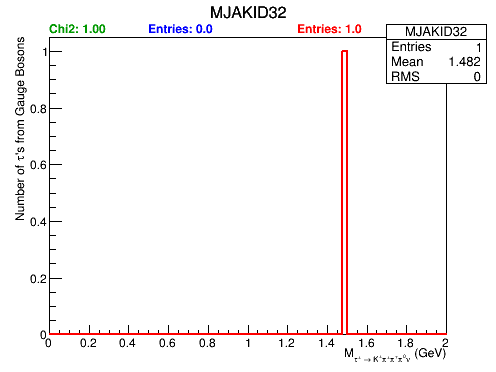 MJAKID32
Chi2: 1.00 Entries: 0.0 Entries: 1.0
MJAKID32
Entries 1
Mean 1.482
RMS 0
Number of τ's from Gauge Bosons
1
0.8
0.6
0.4
0.2
0
0 0.2 0.4 0.6 0.8 1 1.2 1.4 1.6 1.8 2